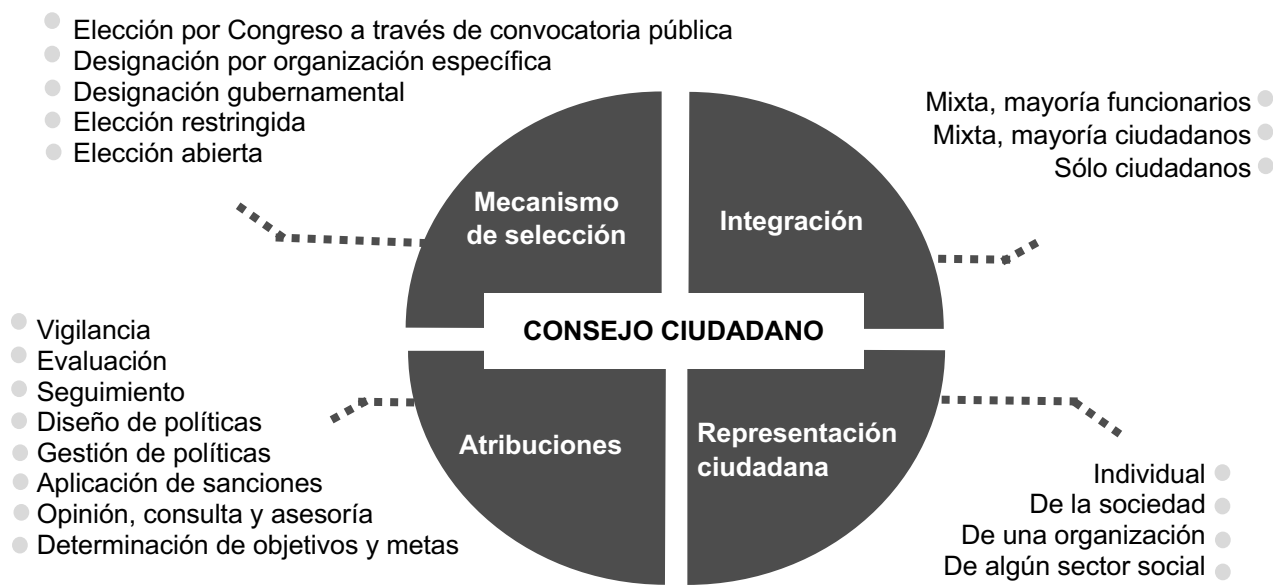 Elección por Congreso a través de convocatoria pública
Designación por organización específica
Designación gubernamental
Elección restringida
Elección abierta
Mixta, mayoría funcionarios
Mixta, mayoría ciudadanos
Sólo ciudadanos
Mecanismo
de selección
Integración
CONSEJO CIUDADANO
Vigilancia
Evaluación
Seguimiento
Diseño de políticas
Gestión de políticas
Aplicación de sanciones
Opinión, consulta y asesoría
Determinación de objetivos y metas
Atribuciones
Representación
ciudadana
Individual
De la sociedad
De una organización
De algún sector social